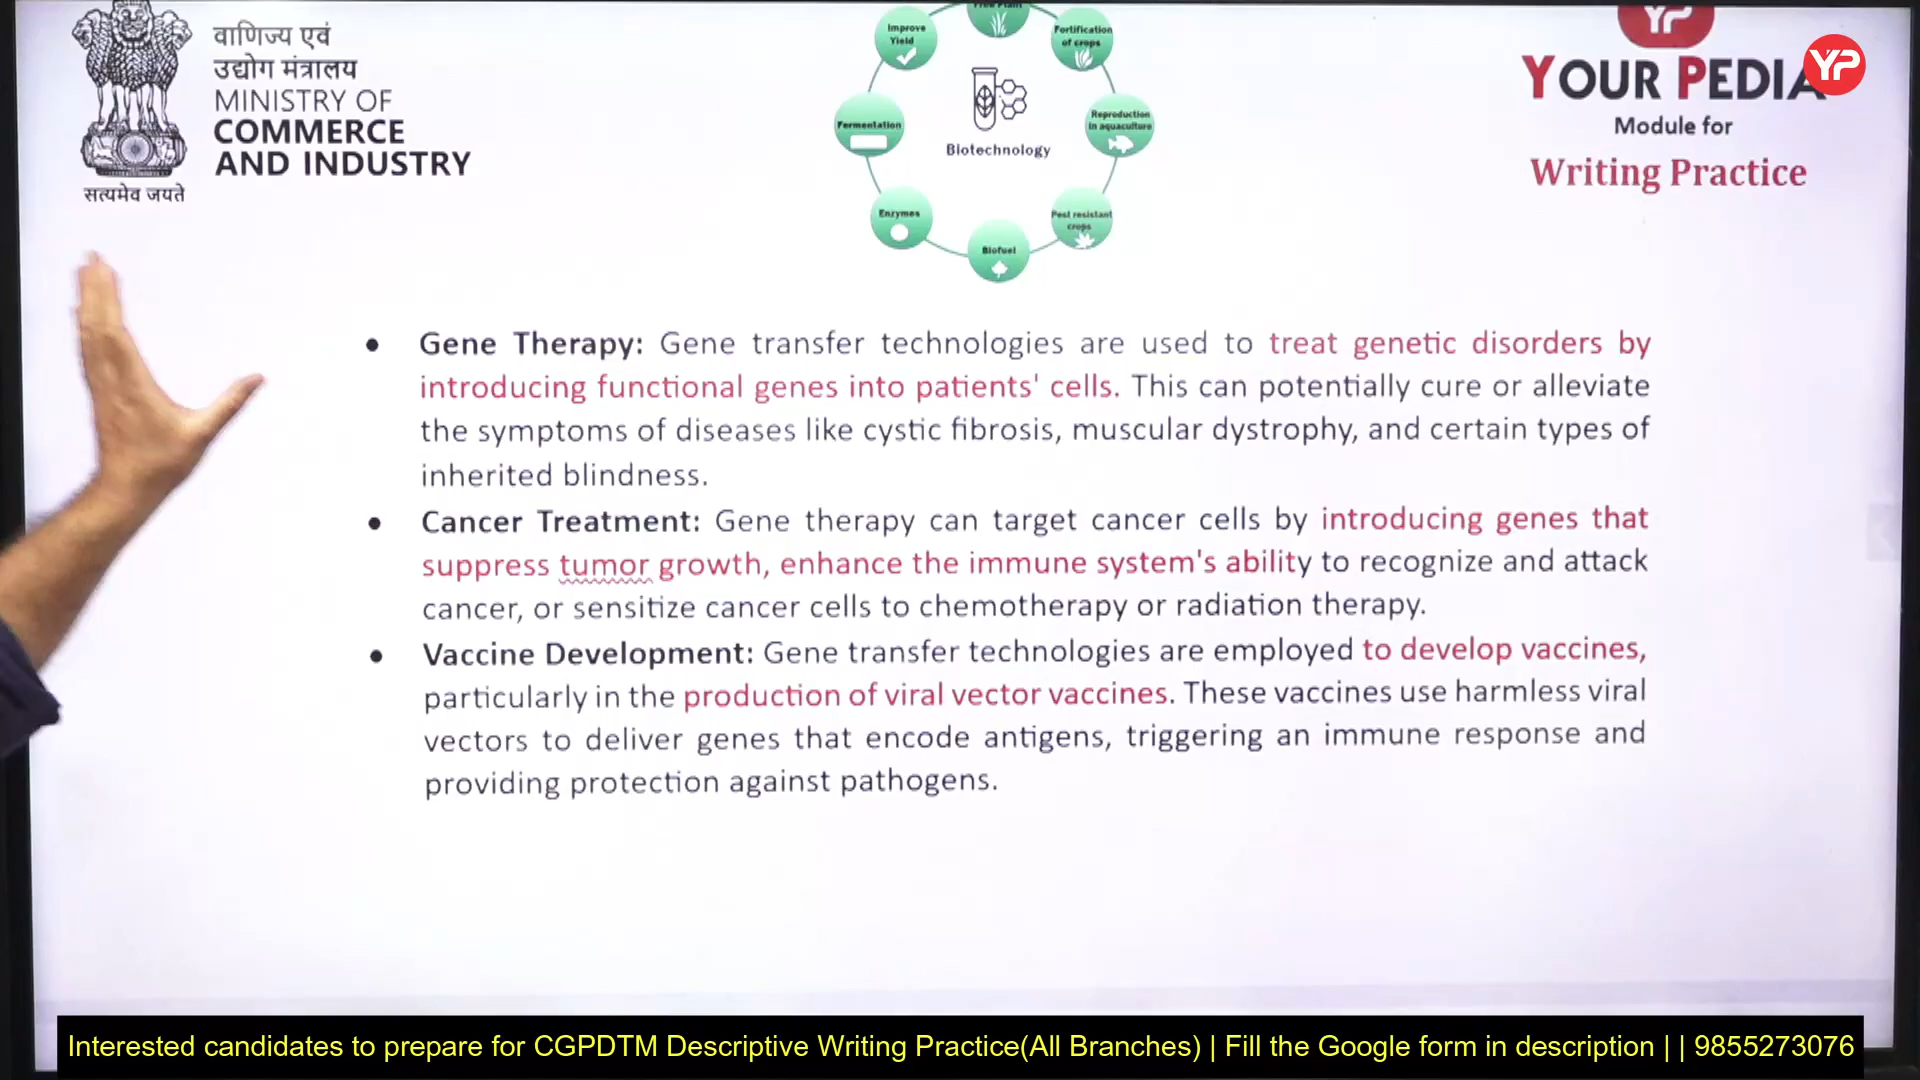 वाणिज्य एवं
उद्योग मंत्रालय
MINISTRY OF
COMMERCE
AND INDUSTRY
सत्यमेव जयते
Free Plant
Improve
Yield
Fortification
of crops
Fermentation
Reproduction
in aquaculture
Biotechnology
Enzymes
Pest resistant
crops
Biofuel
YP
YOUR PEDIA
YP
Module for
Writing Practice
• Gene Therapy: Gene transfer technologies are used to treat genetic disorders by
introducing functional genes into patients' cells. This can potentially cure or alleviate
the symptoms of diseases like cystic fibrosis, muscular dystrophy, and certain types of
inherited blindness.
• Cancer Treatment: Gene therapy can target cancer cells by introducing genes that
suppress tumor growth, enhance the immune system's ability to recognize and attack
cancer, or sensitize cancer cells to chemotherapy or radiation therapy.
• Vaccine Development: Gene transfer technologies are employed to develop vaccines,
particularly in the production of viral vector vaccines. These vaccines use harmless viral
vectors to deliver genes that encode antigens, triggering an immune response and
providing protection against pathogens.
Interested candidates to prepare for CGPDTM Descriptive Writing Practice(All Branches) | Fill the Google form in description | | 9855273076